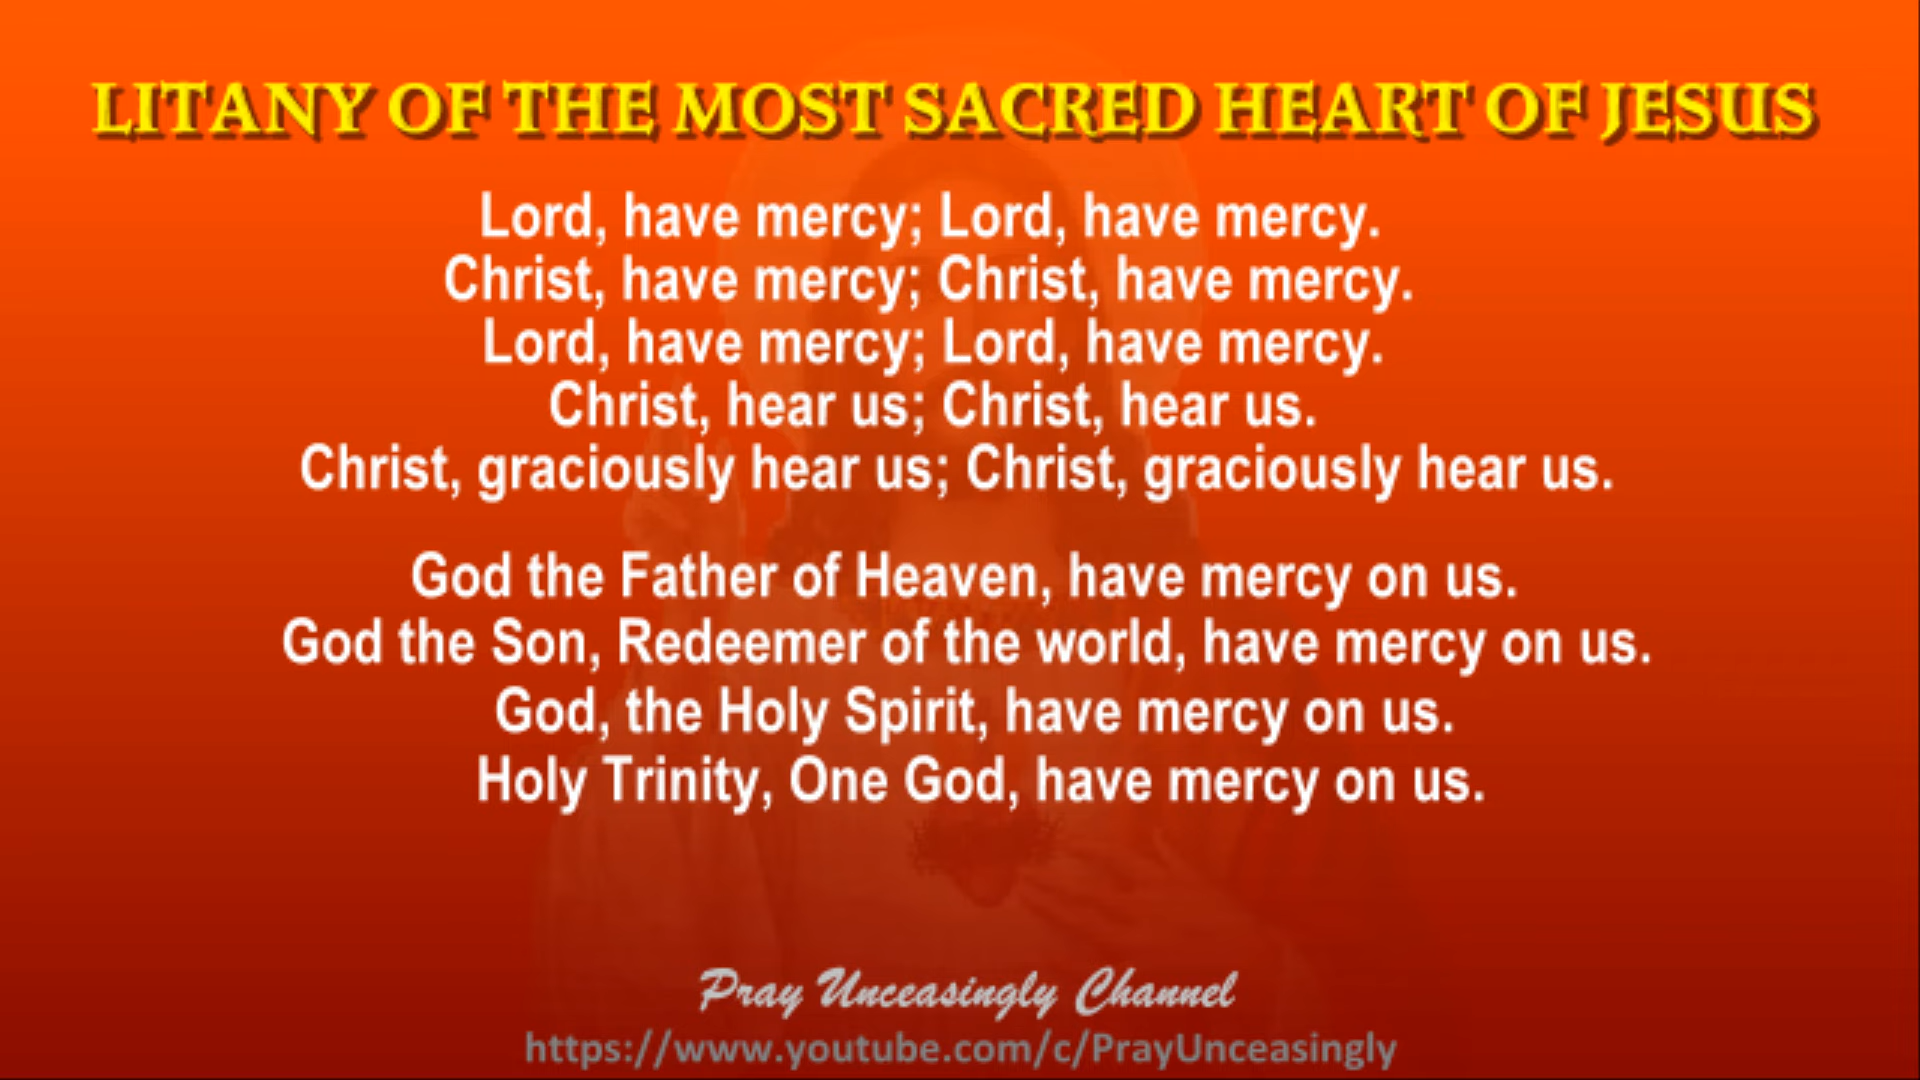 LITANY OF THE MOST SACRED HEART OF JESUS
Lord, have mercy; Lord, have mercy.
Christ, have mercy; Christ, have mercy.
Lord, have mercy; Lord, have mercy.
Christ, hear us; Christ, hear us.
Christ, graciously hear us; Christ, graciously hear us.
God the Father of Heaven, have mercy on us.
God the Son, Redeemer of the world, have mercy on us.
God, the Holy Spirit, have mercy on us.
Holy Trinity, One God, have mercy on us.
Pray Unceasingly Channel
https://www.youtube.com/c/PrayUnceasingly